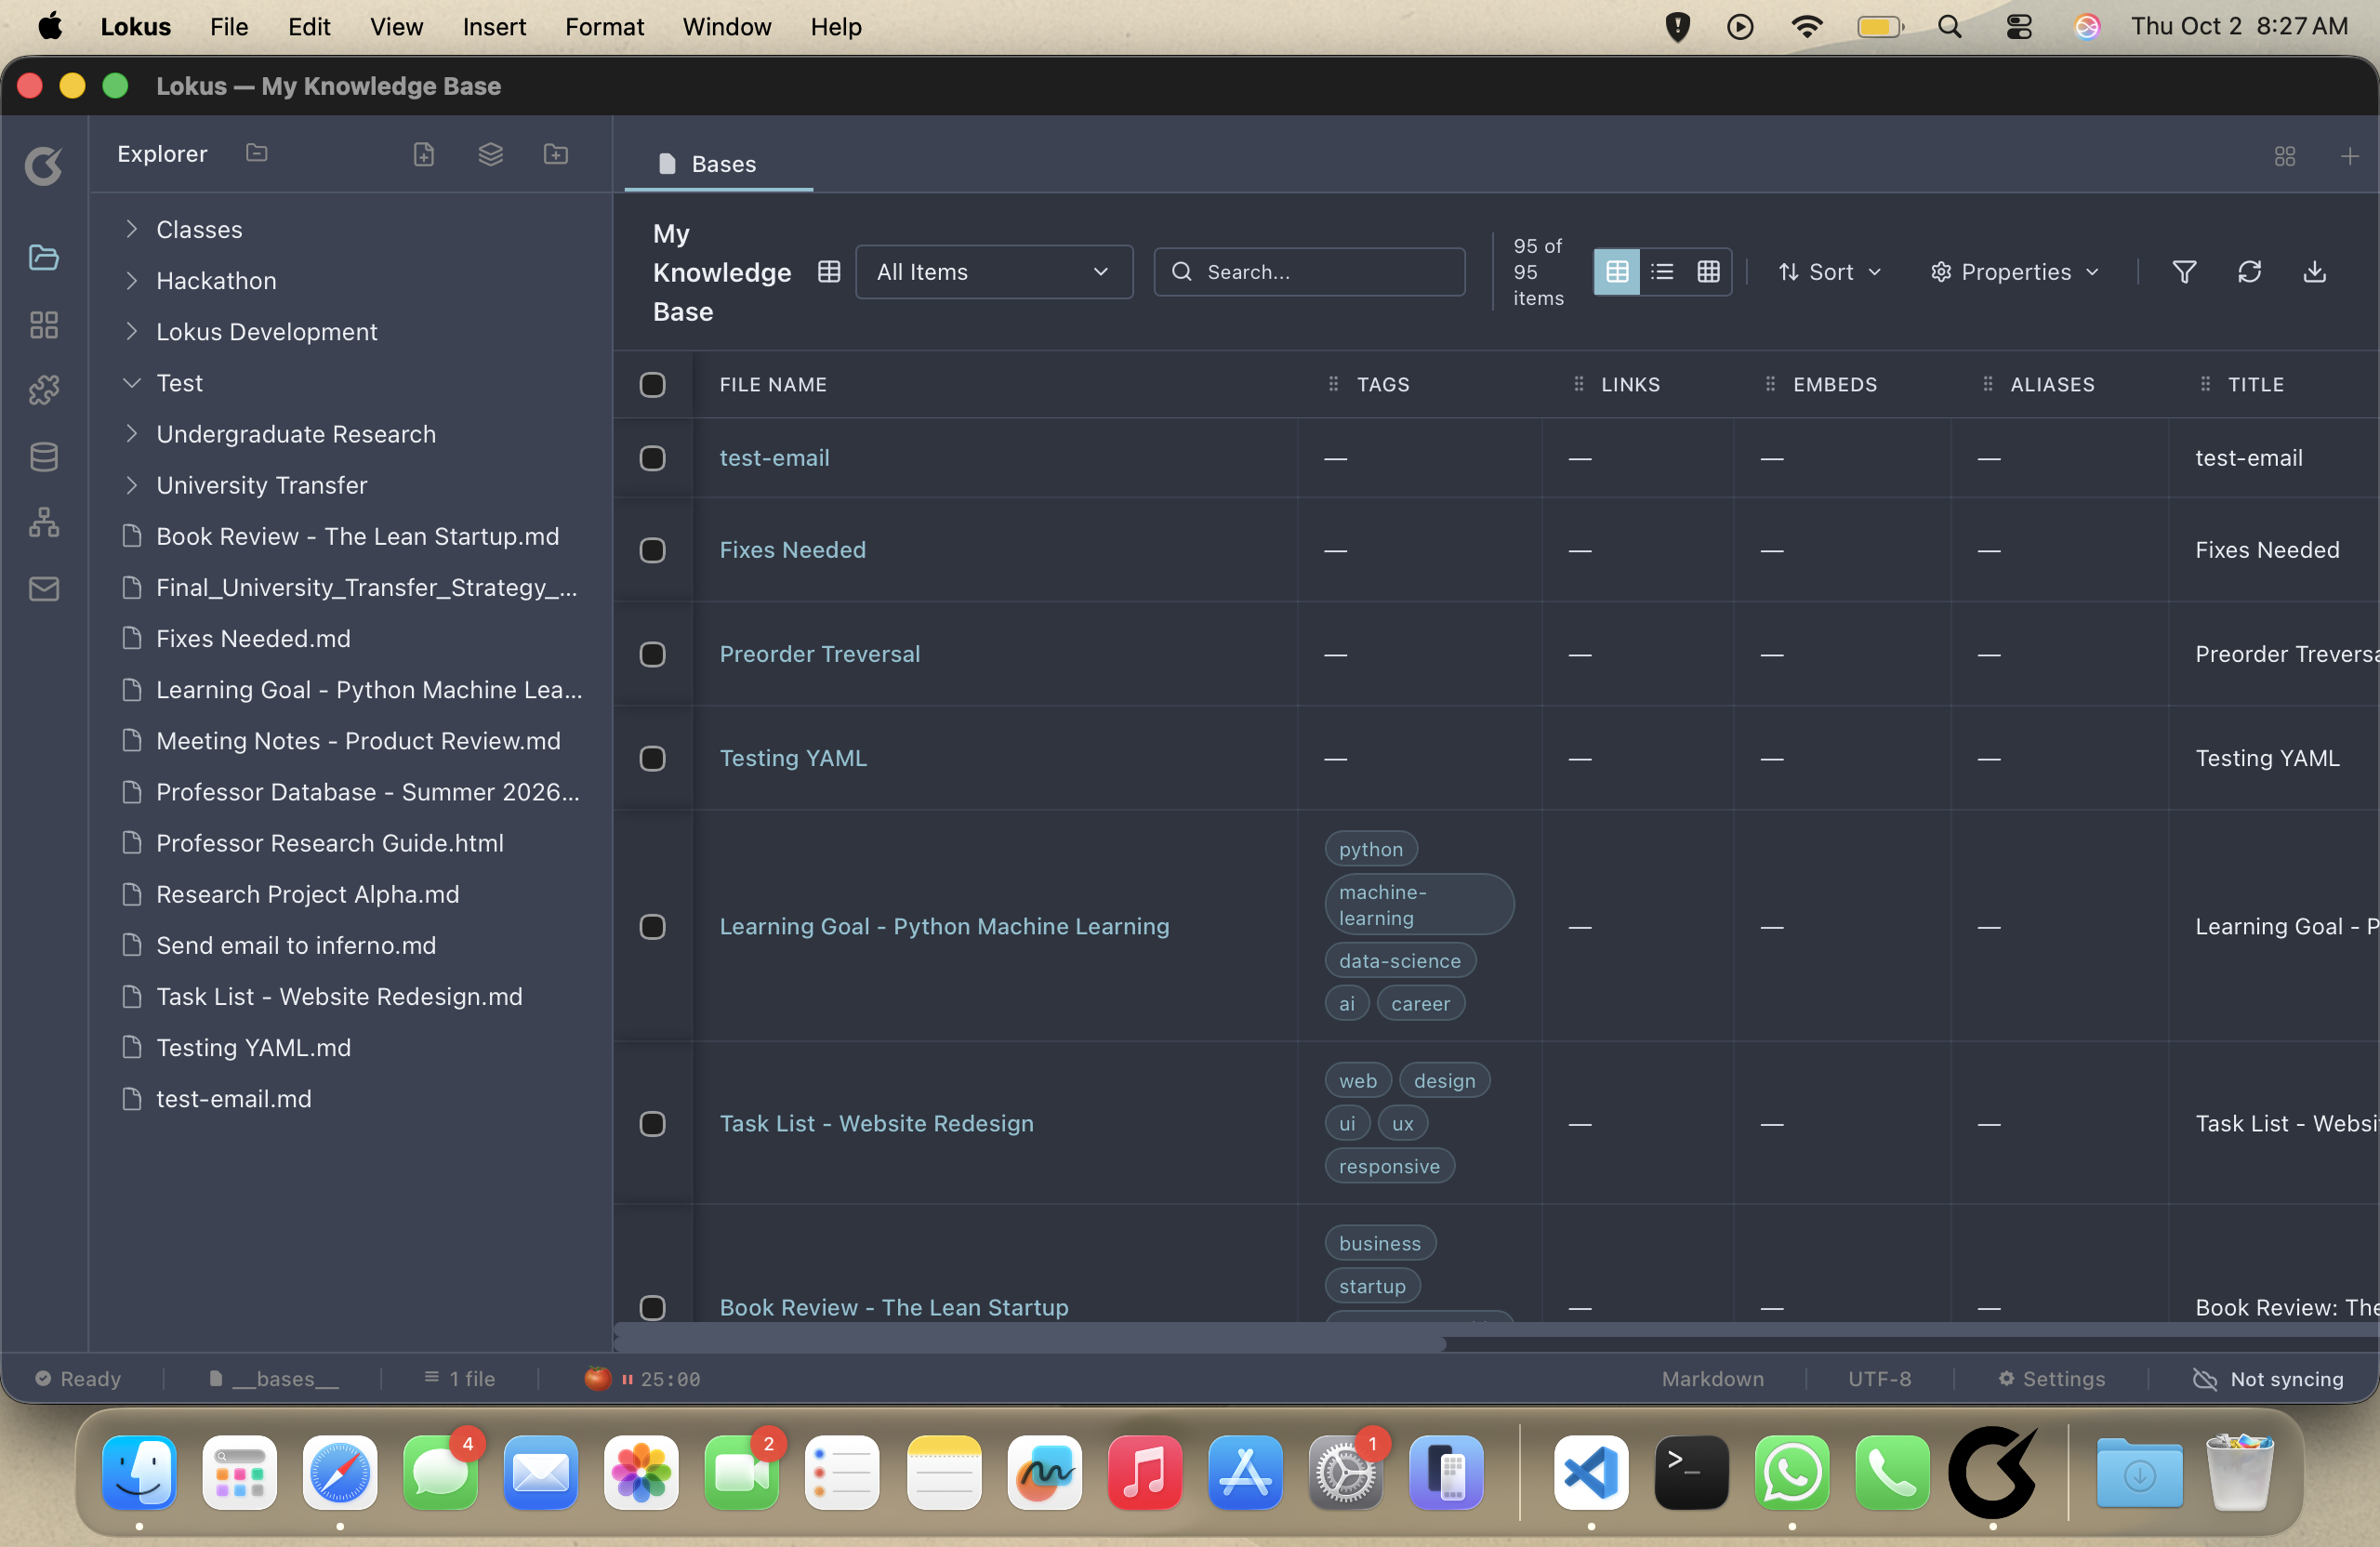 Lokus File Edit View Insert Format Window Help Thu Oct 2 8:27 AM
Lokus — My Knowledge Base
Explorer
Classes
Hackathon
Lokus Development
Test
Undergraduate Research
University Transfer
Book Review - The Lean Startup.md
Final_University_Transfer_Strategy_...
Fixes Needed.md
Learning Goal - Python Machine Lea...
Meeting Notes - Product Review.md
Professor Database - Summer 2026...
Professor Research Guide.html
Research Project Alpha.md
Send email to inferno.md
Task List - Website Redesign.md
Testing YAML.md
test-email.md
Bases
My
Knowledge
Base
All Items
Search...
95 of
95
items
Sort
Properties
FILE NAME TAGS LINKS EMBEDS ALIASES TITLE
test-email — — — — test-email
Fixes Needed — — — — Fixes Needed
Preorder Treversal — — — — Preorder Treversa
Testing YAML — — — — Testing YAML
Learning Goal - Python Machine Learning
python
machine-
learning
data-science
ai career
— — — Learning Goal - P
Task List - Website Redesign
web design
ui ux
responsive
— — — Task List - Websi
Book Review - The Lean Startup
business
startup
— — — Book Review: The
Ready __bases__ 1 file 25:00 Markdown UTF-8 Settings Not syncing
4
2
1
>_